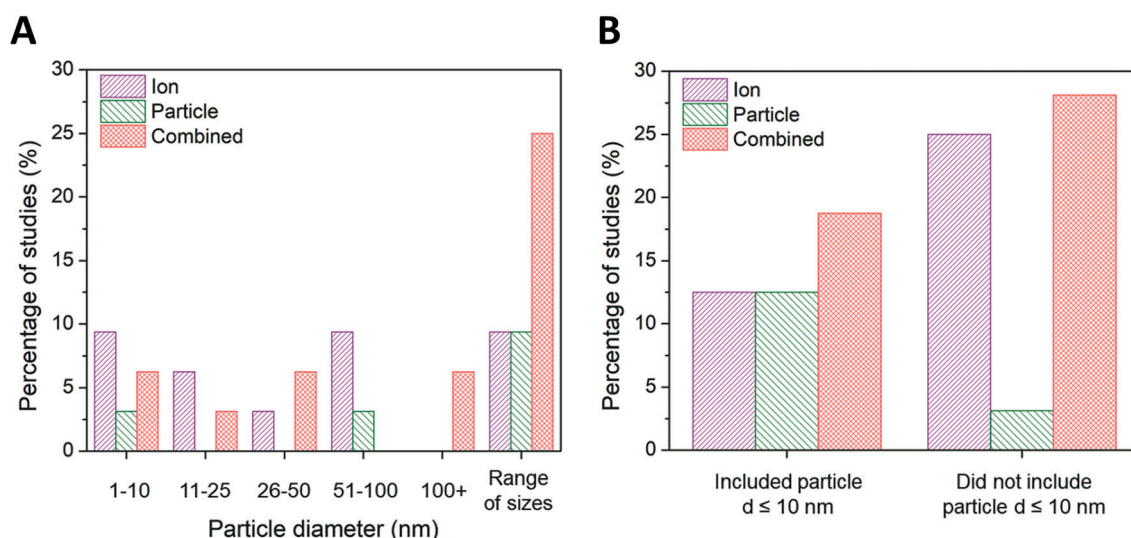 A
30
25
20
15
10
5
0
Percentage of studies (%)
Ion
Particle
Combined
1-10
11-25
26-50
51-100
100+
Range
of sizes
Particle diameter (nm)
B
30
25
20
15
10
5
0
Percentage of studies (%)
Ion
Particle
Combined
Included particle
d ≤ 10 nm
Did not include
particle d ≤ 10 nm